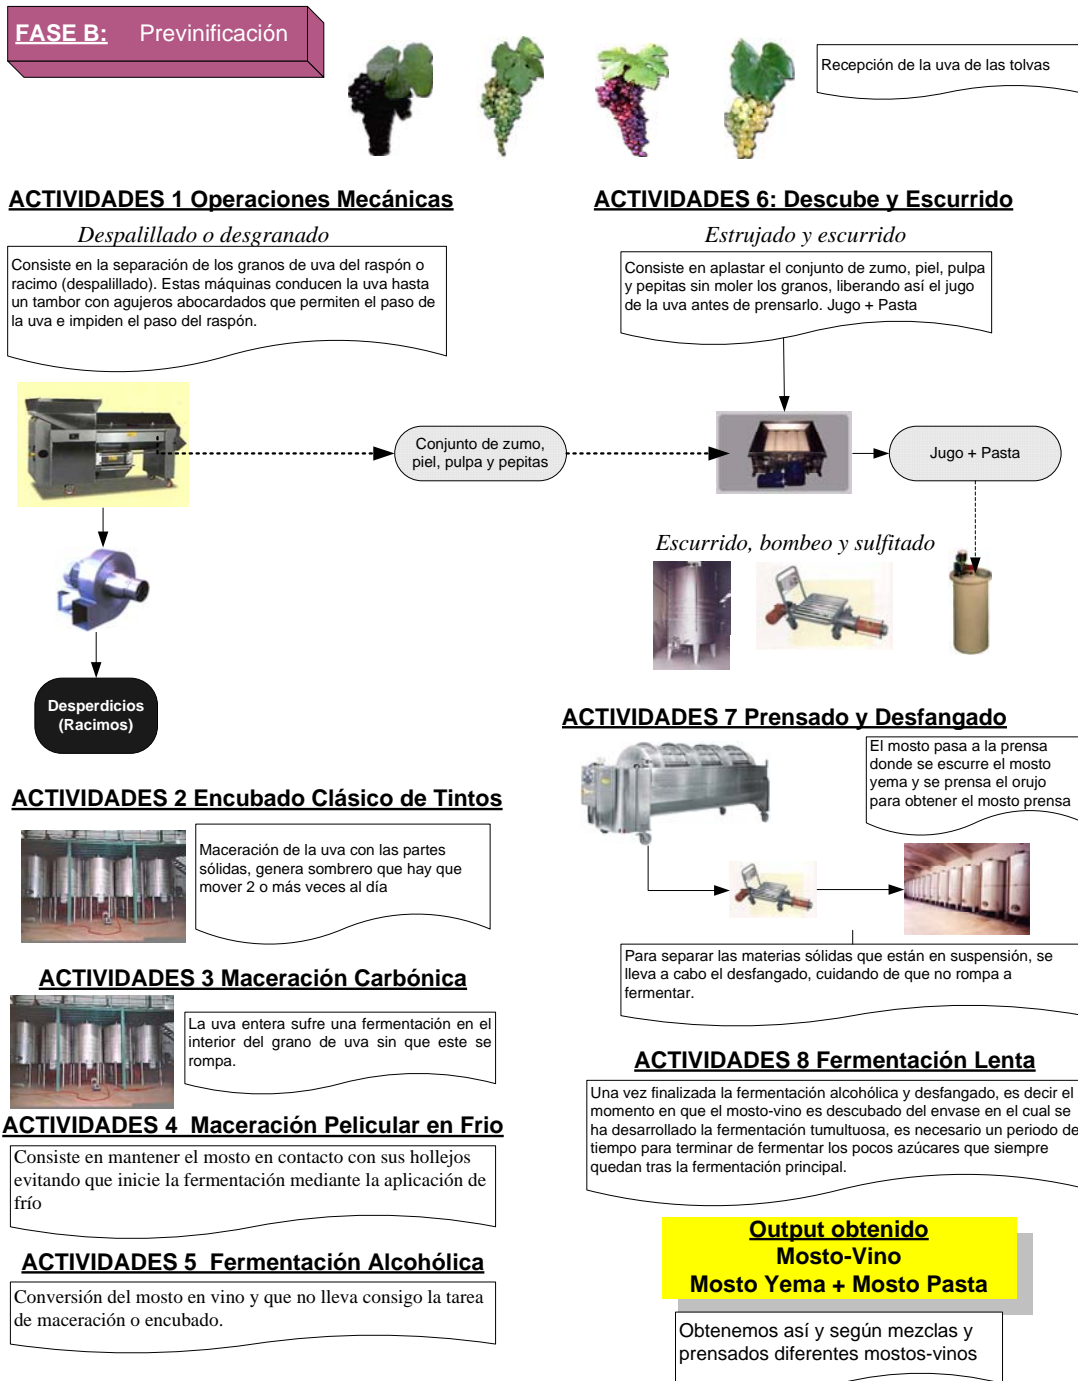 FASE B: Previnificación
Recepción de la uva de las tolvas
ACTIVIDADES 1 Operaciones Mecánicas
Despalillado o desgranado
Consiste en la separación de los granos de uva del raspón o
racimo (despalillado). Estas máquinas conducen la uva hasta
un tambor con agujeros abocardados que permiten el paso de
la uva e impiden el paso del raspón.
Conjunto de zumo,
piel, pulpa y pepitas
Desperdicios
(Racimos)
ACTIVIDADES 2 Encubado Clásico de Tintos
Maceración de la uva con las partes
sólidas, genera sombrero que hay que
mover 2 o más veces al día
ACTIVIDADES 3 Maceración Carbónica
La uva entera sufre una fermentación en el
interior del grano de uva sin que este se
rompa.
ACTIVIDADES 4 Maceración Pelicular en Frio
Consiste en mantener el mosto en contacto con sus hollejos
evitando que inicie la fermentación mediante la aplicación de
frío
ACTIVIDADES 5 Fermentación Alcohólica
Conversión del mosto en vino y que no lleva consigo la tarea
de maceración o encubado.
ACTIVIDADES 6: Descube y Escurrido
Estrujado y escurrido
Consiste en aplastar el conjunto de zumo, piel, pulpa
y pepitas sin moler los granos, liberando así el jugo
de la uva antes de prensarlo. Jugo + Pasta
Jugo + Pasta
Escurrido, bombeo y sulfitado
ACTIVIDADES 7 Prensado y Desfangado
El mosto pasa a la prensa
donde se escurre el mosto
yema y se prensa el orujo
para obtener el mosto prensa
Para separar las materias sólidas que están en suspensión, se
lleva a cabo el desfangado, cuidando de que no rompa a
fermentar.
ACTIVIDADES 8 Fermentación Lenta
Una vez finalizada la fermentación alcohólica y desfangado, es decir el
momento en que el mosto-vino es descubado del envase en el cual se
ha desarrollado la fermentación tumultuosa, es necesario un periodo de
tiempo para terminar de fermentar los pocos azúcares que siempre
quedan tras la fermentación principal.
Output obtenido
Mosto-Vino
Mosto Yema + Mosto Pasta
Obtenemos así y según mezclas y
prensados diferentes mostos-vinos